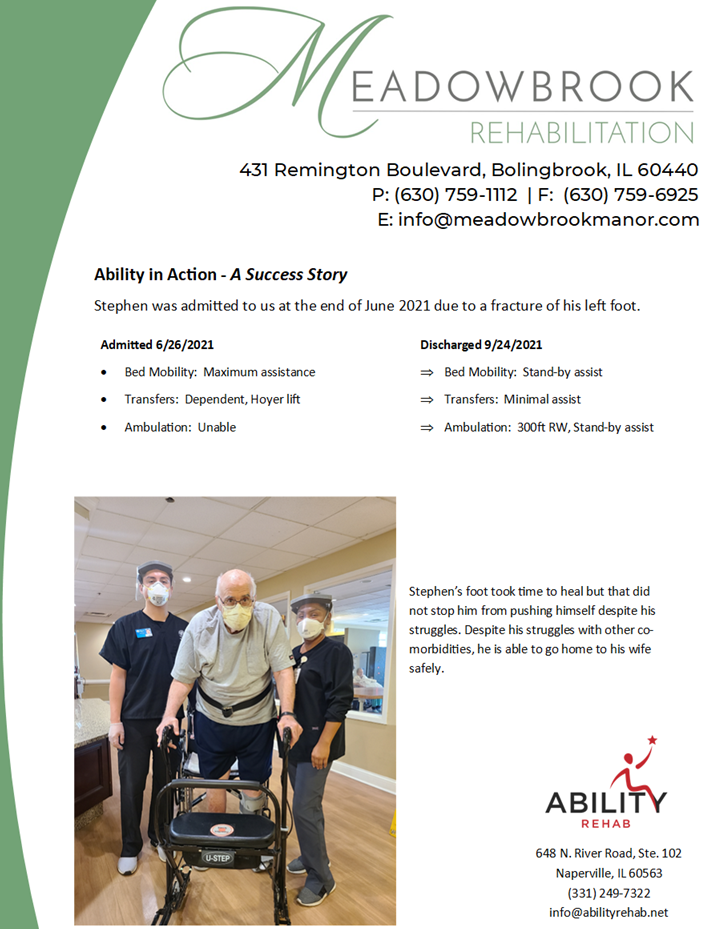 MEADOWBROOK
REHABILITATION
431 Remington Boulevard, Bolingbrook, IL 60440
P: (630) 759-1112 | F: (630) 759-6925
E: info@meadowbrookmanor.com
Ability in Action - A Success Story
Stephen was admitted to us at the end of June 2021 due to a fracture of his left foot.
Admitted 6/26/2021
• Bed Mobility: Maximum assistance
• Transfers: Dependent, Hoyer lift
• Ambulation: Unable
Discharged 9/24/2021
⇒ Bed Mobility: Stand-by assist
⇒ Transfers: Minimal assist
⇒ Ambulation: 300ft RW, Stand-by assist
Stephen’s foot took time to heal but that did
not stop him from pushing himself despite his
struggles. Despite his struggles with other co-
morbidities, he is able to go home to his wife
safely.
U-STEP
ABILITY
REHAB
648 N. River Road, Ste. 102
Naperville, IL 60563
(331) 249-7322
info@abilityrehab.net